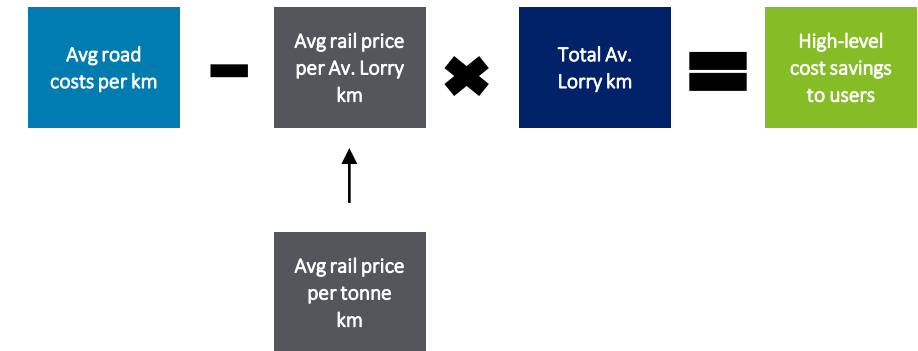 Avg road
costs per km
Avg rail price
per Av. Lorry
km
Total Av.
Lorry km
High-level
cost savings
to users
Avg rail price
per tonne
km